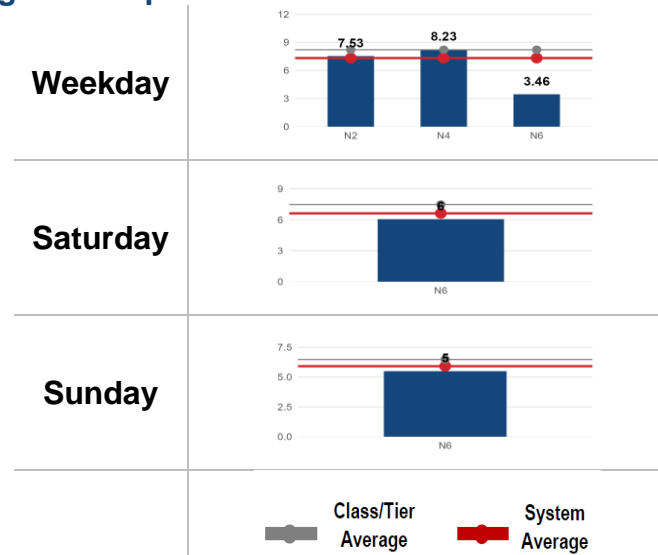 Weekday
12
9
6
3
0
7.53
8.23
3.46
N2 N4 N6
Saturday
9
6
3
0
6
N6
Sunday
7.5
5.0
2.5
0.0
5
N6
Class/Tier
Average
System
Average